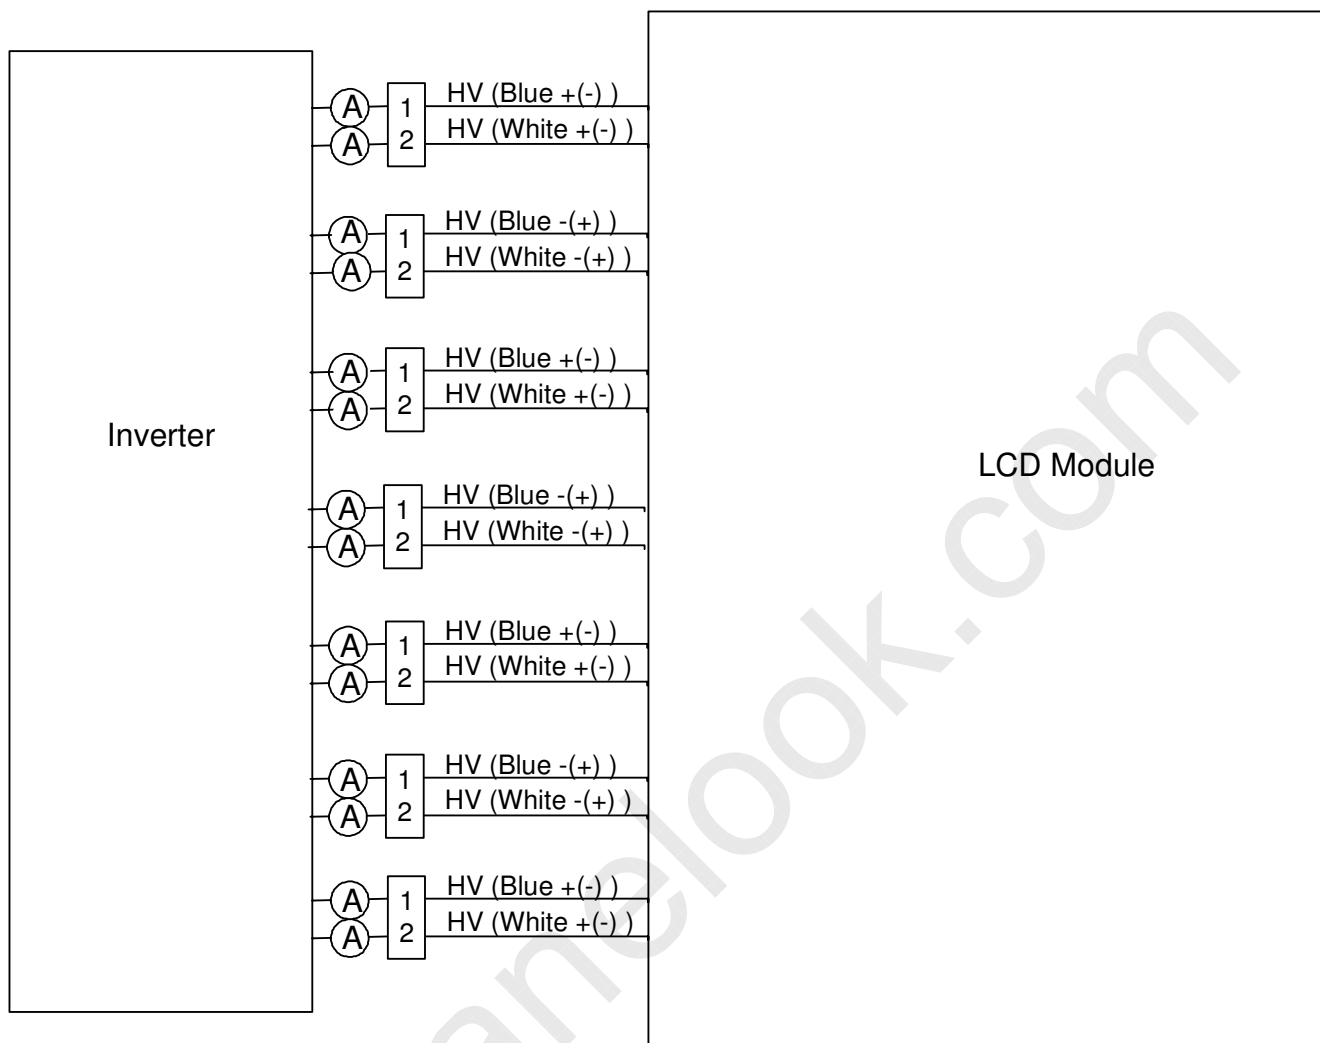 A 1 HV (Blue +(-) )
A 2 HV (White +(-) )
A 1 HV (Blue -(+) )
A 2 HV (White -(+) )
A 1 HV (Blue +(-) )
A 2 HV (White +(-) )
Inverter
LCD Module
A 1 HV (Blue -(+) )
A 2 HV (White -(+) )
A 1 HV (Blue +(-) )
A 2 HV (White +(-) )
A 1 HV (Blue -(+) )
A 2 HV (White -(+) )
A 1 HV (Blue +(-) )
A 2 HV (White +(-) )
anelook.com